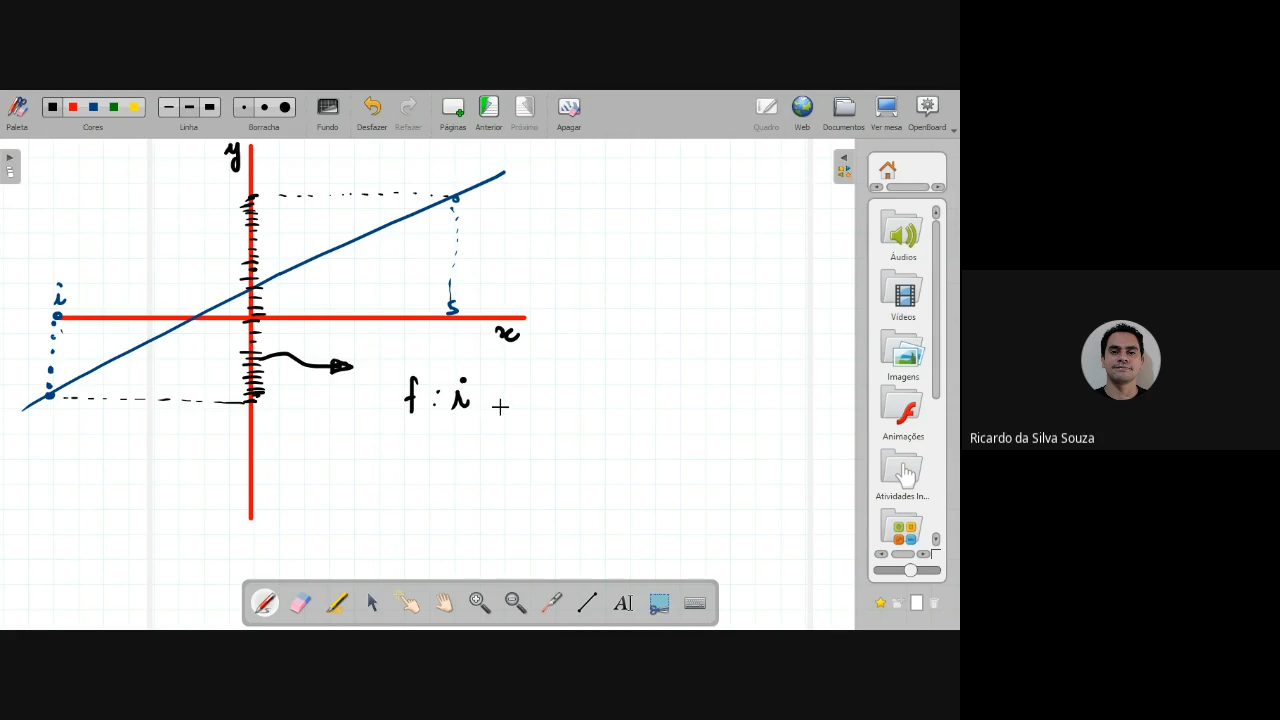 Paleta
Cores
Linha
Borracha
Fundo
Desfazer
Refazer
Páginas
Anterior
Próximo
Apagar
Quadro
Web
Documentos
Ver mesa
OpenBoard
y
i
s
x
f : i
Áudios
Vídeos
Imagens
Animações
Atividades In...
AI
Ricardo da Silva Souza